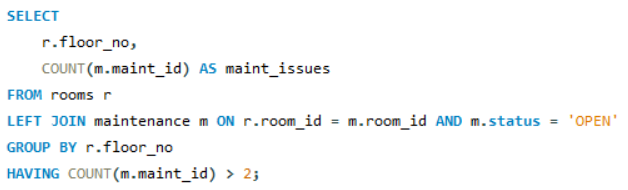 SELECT
    r.floor_no,
    COUNT(m.maint_id) AS maint_issues
FROM rooms r
LEFT JOIN maintenance m ON r.room_id = m.room_id AND m.status = 'OPEN'
GROUP BY r.floor_no
HAVING COUNT(m.maint_id) > 2;